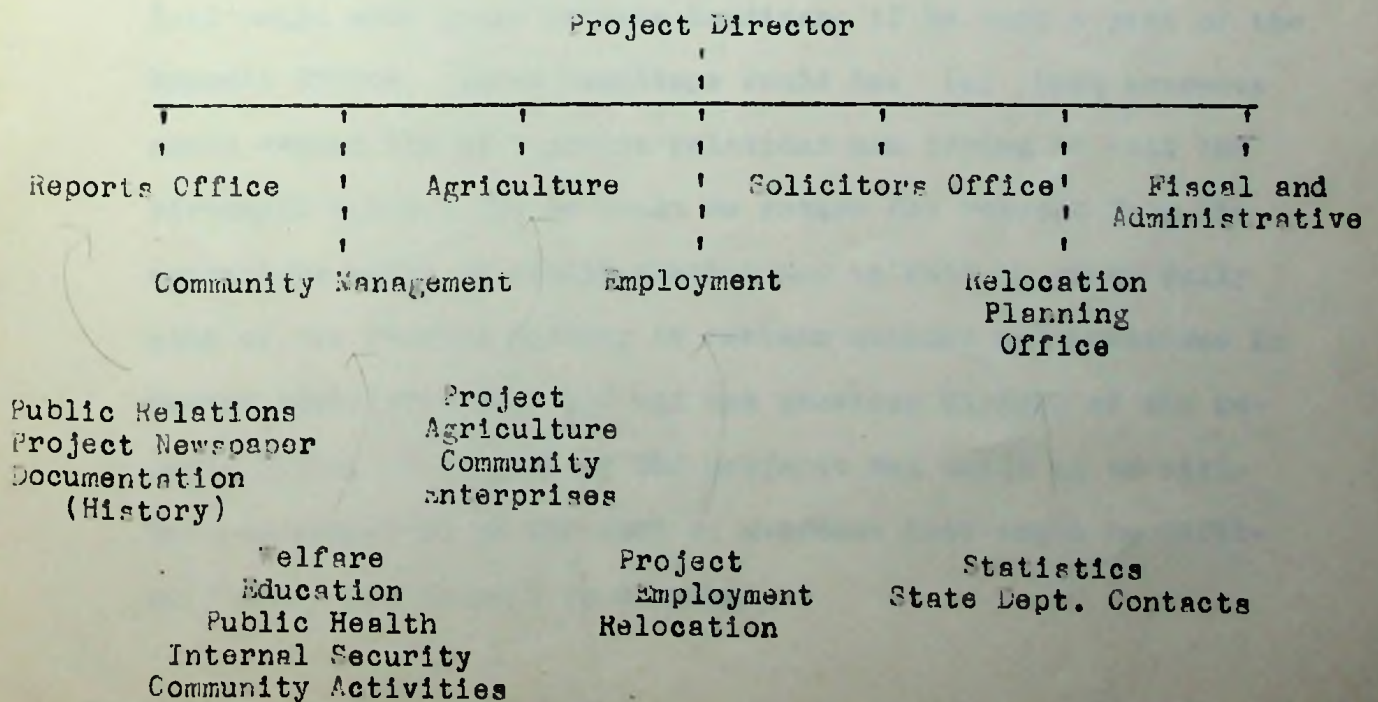 Project Director
Reports Office
Agriculture
Solicitors Office
Fiscal and
Administrative
Community Management
Employment
Relocation
Planning
Office
Public Relations
Project Newspaper
Documentation
(History)
Project
Agriculture
Community
Enterprises
Welfare
Education
Public Health
Internal Security
Community Activities
Project
Employment
Relocation
Statistics
State Dept. Contacts